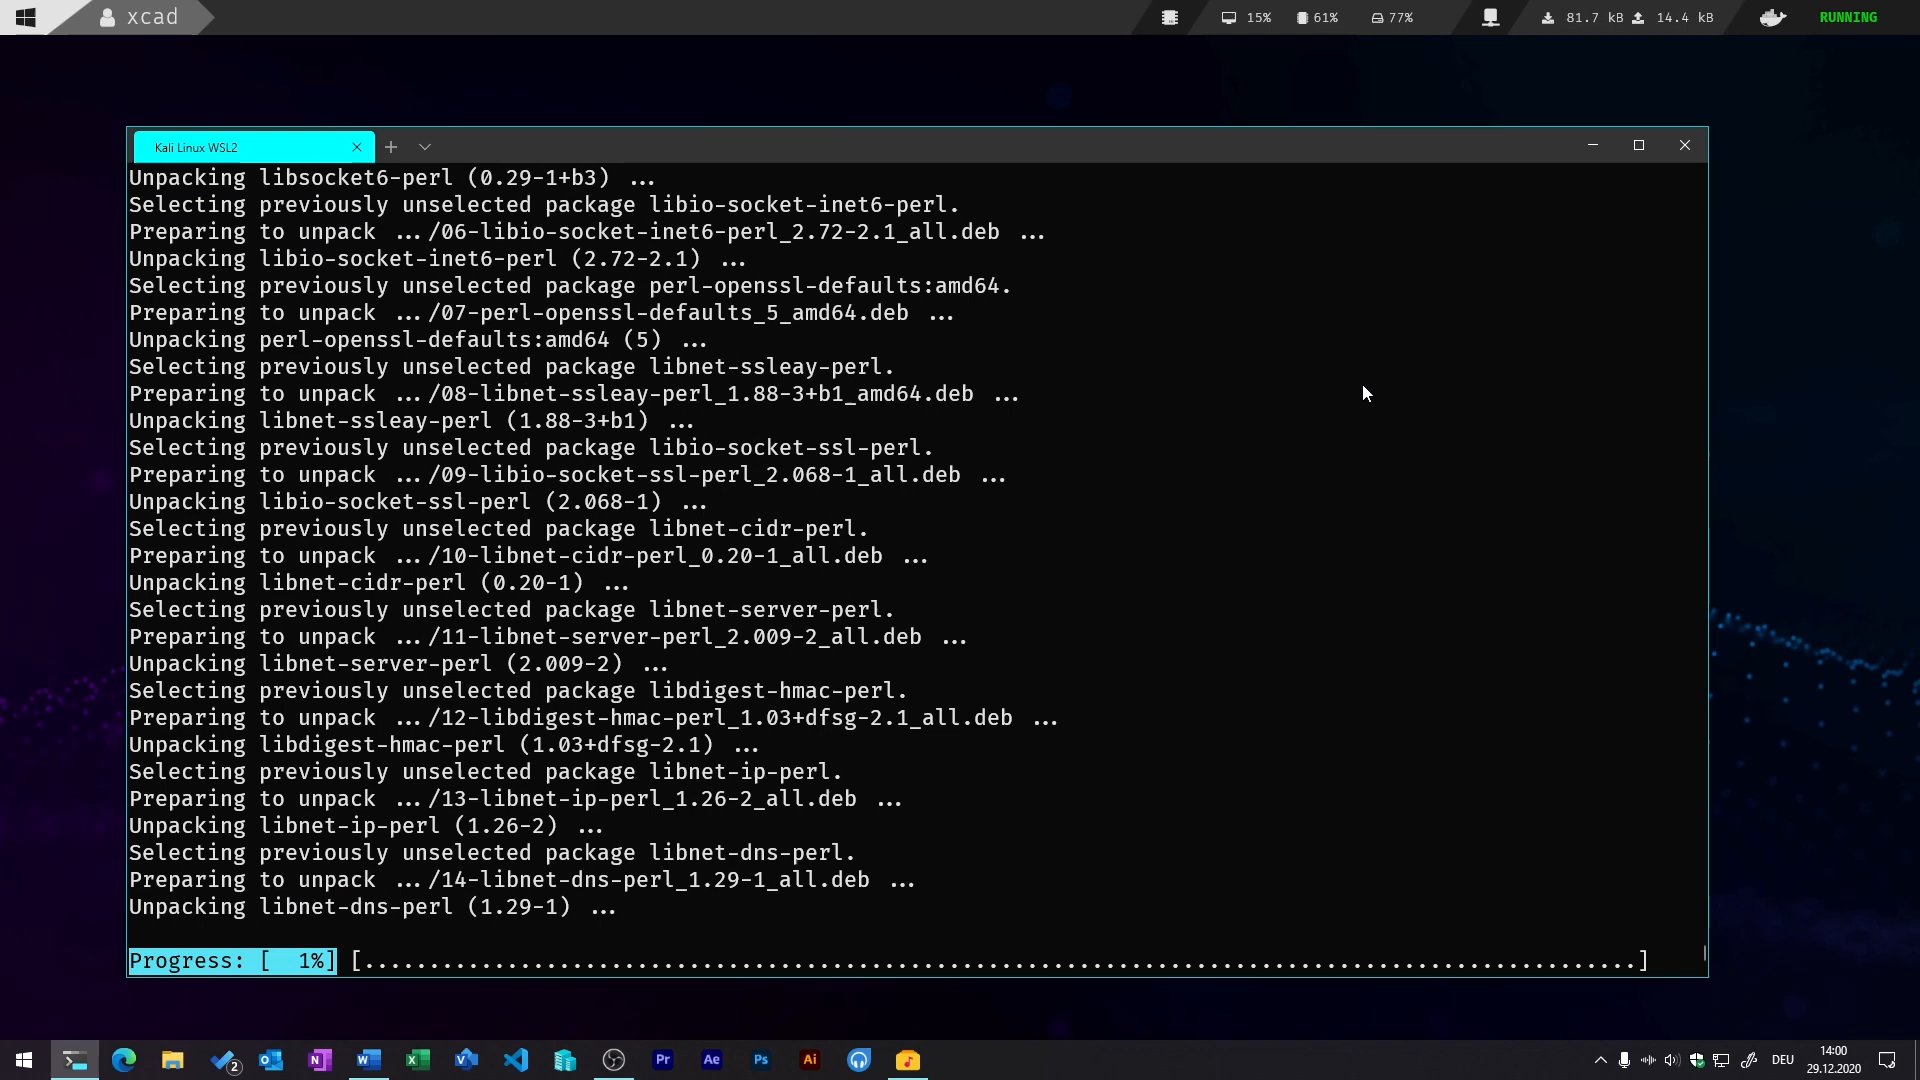 xcad
15%
61%
77%
81.7 kB
14.4 kB
RUNNING
Kali Linux WSL2
Unpacking libsocket6-perl (0.29-1+b3) ...
Selecting previously unselected package libio-socket-inet6-perl.
Preparing to unpack .../06-libio-socket-inet6-perl_2.72-2.1_all.deb ...
Unpacking libio-socket-inet6-perl (2.72-2.1) ...
Selecting previously unselected package perl-openssl-defaults:amd64.
Preparing to unpack .../07-perl-openssl-defaults_5_amd64.deb ...
Unpacking perl-openssl-defaults:amd64 (5) ...
Selecting previously unselected package libnet-ssleay-perl.
Preparing to unpack .../08-libnet-ssleay-perl_1.88-3+b1_amd64.deb ...
Unpacking libnet-ssleay-perl (1.88-3+b1) ...
Selecting previously unselected package libio-socket-ssl-perl.
Preparing to unpack .../09-libio-socket-ssl-perl_2.068-1_all.deb ...
Unpacking libio-socket-ssl-perl (2.068-1) ...
Selecting previously unselected package libnet-cidr-perl.
Preparing to unpack .../10-libnet-cidr-perl_0.20-1_all.deb ...
Unpacking libnet-cidr-perl (0.20-1) ...
Selecting previously unselected package libnet-server-perl.
Preparing to unpack .../11-libnet-server-perl_2.009-2_all.deb ...
Unpacking libnet-server-perl (2.009-2) ...
Selecting previously unselected package libdigest-hmac-perl.
Preparing to unpack .../12-libdigest-hmac-perl_1.03+dfsg-2.1_all.deb ...
Unpacking libdigest-hmac-perl (1.03+dfsg-2.1) ...
Selecting previously unselected package libnet-ip-perl.
Preparing to unpack .../13-libnet-ip-perl_1.26-2_all.deb ...
Unpacking libnet-ip-perl (1.26-2) ...
Selecting previously unselected package libnet-dns-perl.
Preparing to unpack .../14-libnet-dns-perl_1.29-1_all.deb ...
Unpacking libnet-dns-perl (1.29-1) ...
Progress: [  1%] [..................................................................................................]
2
Pr
Ae
Ps
Ai
DEU
14:00
29.12.2020